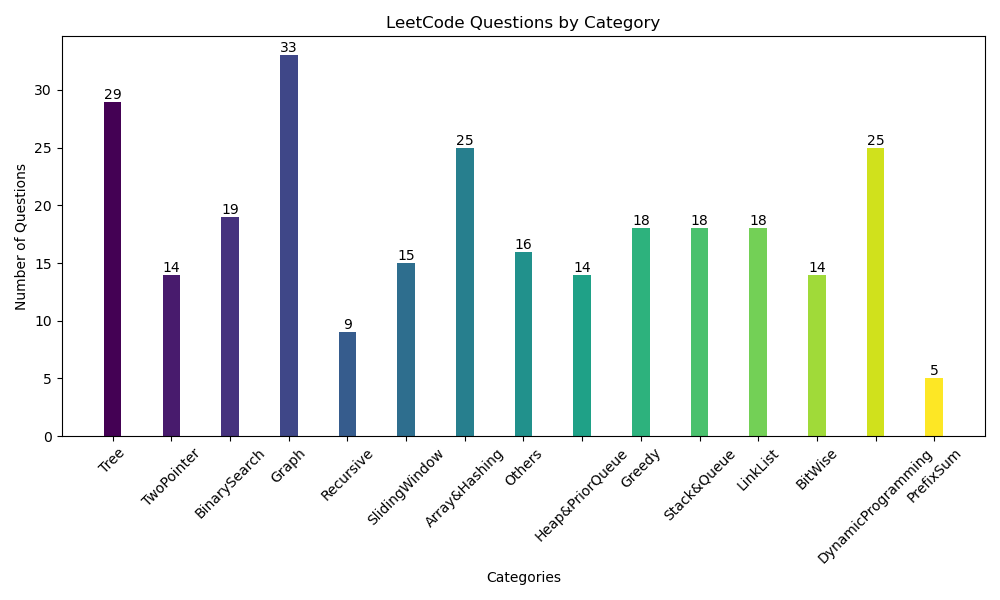 LeetCode Questions by Category
Number of Questions
30
25
20
15
10
5
0
29
14
19
33
9
15
25
16
14
18
18
18
14
25
5
Tree
TwoPointer
BinarySearch
Graph
Recursive
SlidingWindow
Array&Hashing
Others
Heap&PriorQueue
Greedy
Stack&Queue
LinkList
BitWise
DynamicProgramming
PrefixSum
Categories